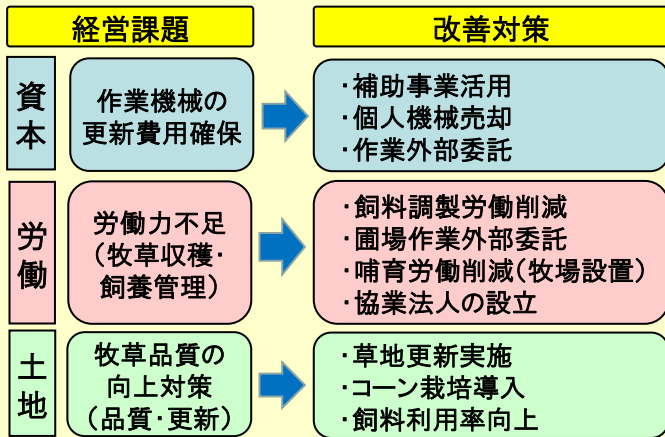 経営課題
改善対策
資本
作業機械の
更新費用確保
・補助事業活用
・個人機械売却
・作業外部委託
労働
労働力不足
（牧草収穫・
飼養管理）
・飼料調製労働削減
・圃場作業外部委託
・哺育労働削減（牧場設置）
・協業法人の設立
土地
牧草品質の
向上対策
（品質・更新）
・草地更新実施
・コーン栽培導入
・飼料利用率向上